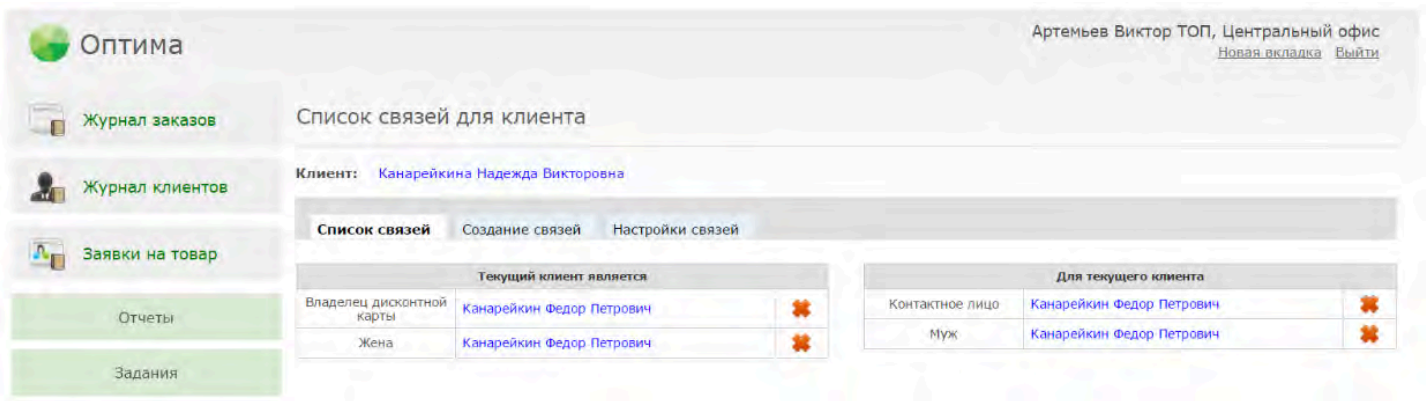 Оптима
Артемьев Виктор ТОП, Центральный офис
Новая вкладка Выйти
Журнал заказов
Журнал клиентов
Заявки на товар
Отчеты
Задания
Список связей для клиента
Клиент: Канарейкина Надежда Викторовна
Список связей Создание связей Настройки связей
Текущий клиент является
Владелец дисконтной
карты
Канарейкин Федор Петрович
Жена Канарейкин Федор Петрович
Для текущего клиента
Контактное лицо Канарейкин Федор Петрович
Муж Канарейкин Федор Петрович